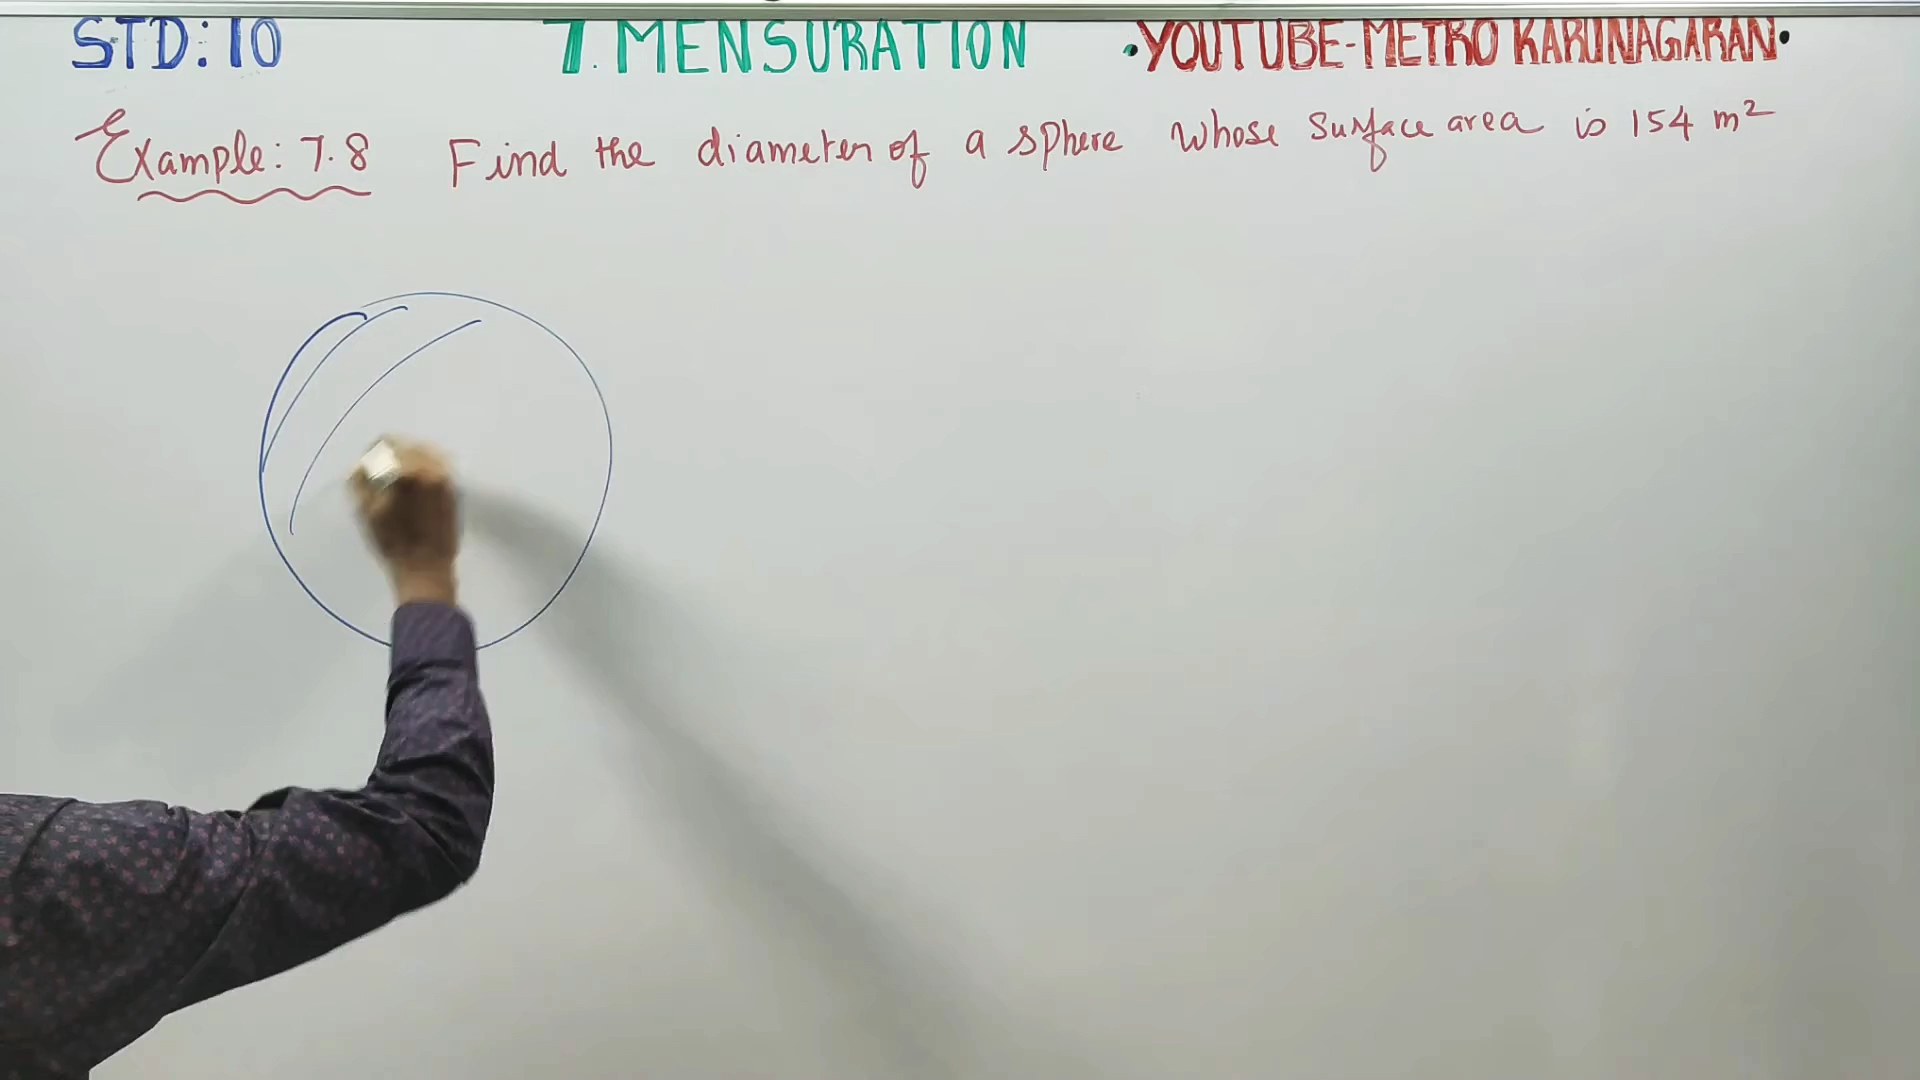 STD:10 7. MENSURATION •YOUTUBE-METRO KARUNAGARAN•
Example: 7.8 Find the diameter of a sphere whose surface area is 154 m²